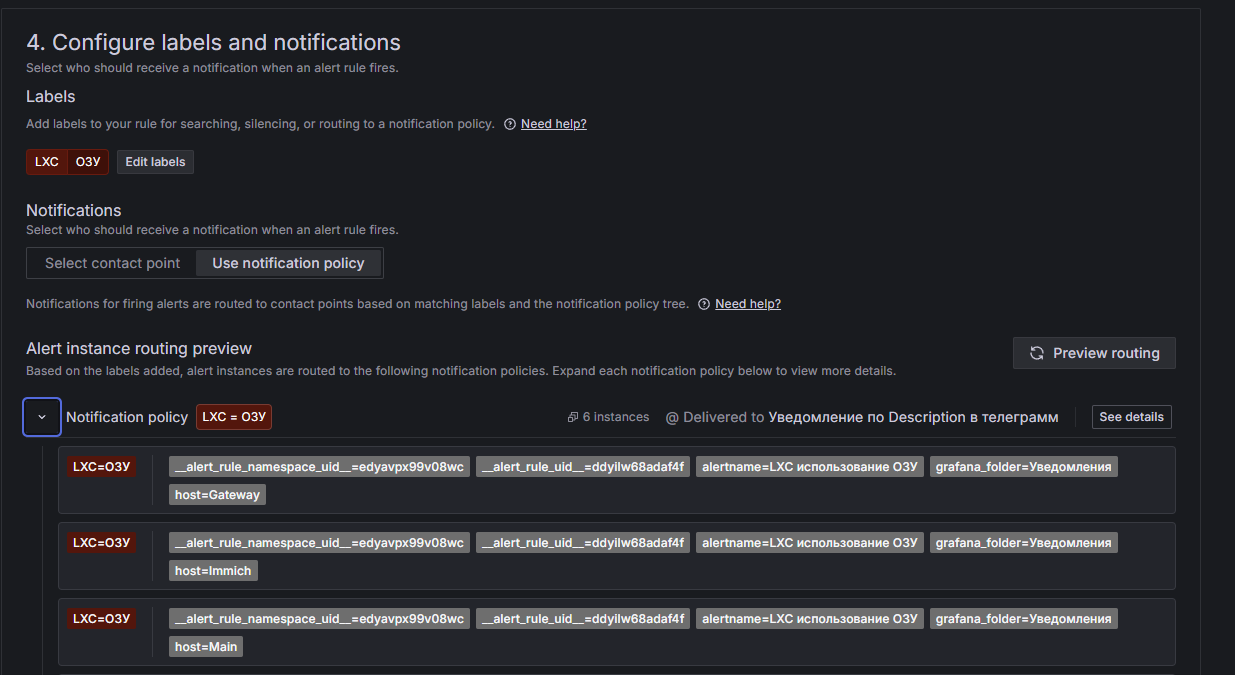 4. Configure labels and notifications
Select who should receive a notification when an alert rule fires.
Labels
Add labels to your rule for searching, silencing, or routing to a notification policy. Need help?
LXC ОЗУ Edit labels
Notifications
Select who should receive a notification when an alert rule fires.
Select contact point Use notification policy
Notifications for firing alerts are routed to contact points based on matching labels and the notification policy tree. Need help?
Alert instance routing preview
Preview routing
Based on the labels added, alert instances are routed to the following notification policies. Expand each notification policy below to view more details.
Notification policy LXC = ОЗУ 6 instances @ Delivered to Уведомление по Description в телеграмм See details
LXC=ОЗУ __alert_rule_namespace_uid__=edyavpx99v08wc __alert_rule_uid__=ddyilw68adaf4f alertname=LXC использование ОЗУ grafana_folder=Уведомления
host=Gateway
LXC=ОЗУ __alert_rule_namespace_uid__=edyavpx99v08wc __alert_rule_uid__=ddyilw68adaf4f alertname=LXC использование ОЗУ grafana_folder=Уведомления
host=Immich
LXC=ОЗУ __alert_rule_namespace_uid__=edyavpx99v08wc __alert_rule_uid__=ddyilw68adaf4f alertname=LXC использование ОЗУ grafana_folder=Уведомления
host=Main